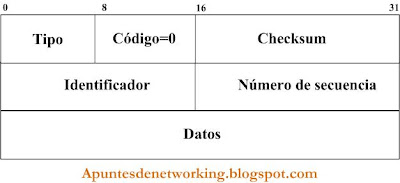 0 8 16 31
Tipo Código=0 Checksum
Identificador Número de secuencia
Datos
Apuntesdenetworking.blogspot.com